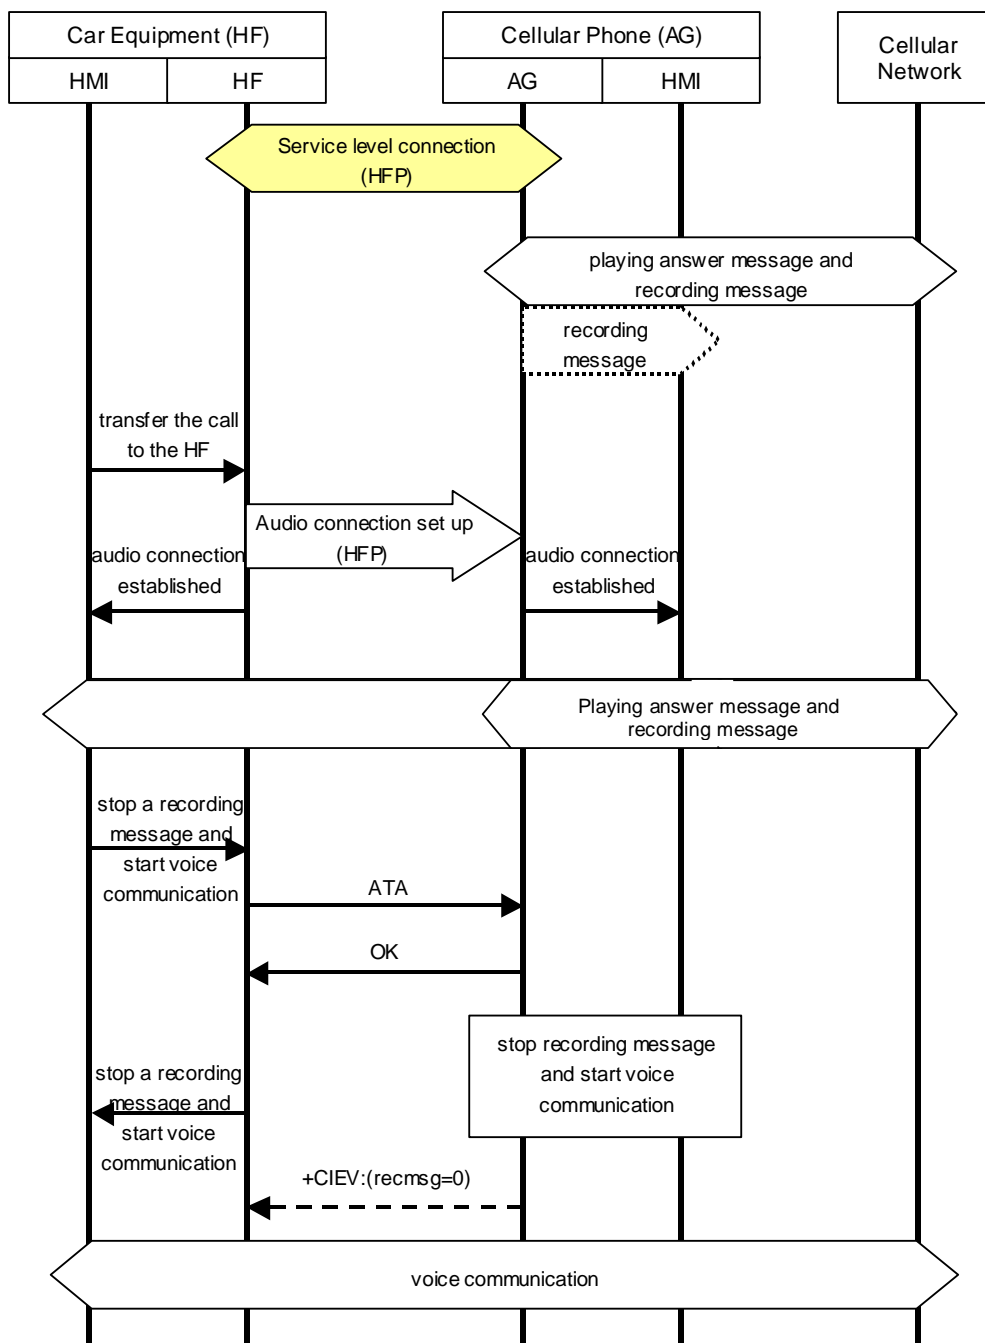 Car Equipment (HF)
Cellular Phone (AG)
Cellular
Network
HMI
HF
AG
HMI
Service level connection
(HFP)
playing answer message and
recording message
recording
message
transfer the call
to the HF
Audio connection set up
(HFP)
audio connection
established
audio connection
established
Playing answer message and
recording message
stop a recording
message and
start voice
communication
ATA
OK
stop recording message
and start voice
communication
stop a recording
message and
start voice
communication
+CIEV:(recmsg=0)
voice communication